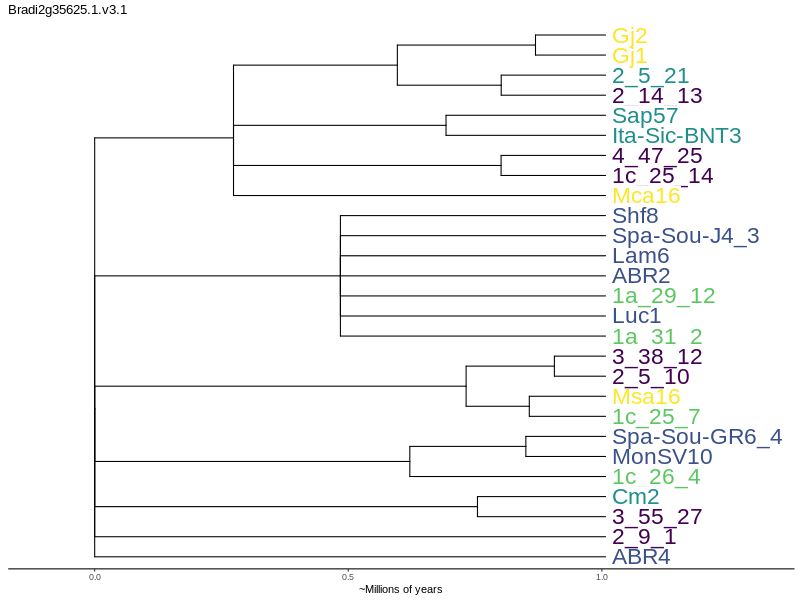 Bradi2g35625.1.v3.1
Gj2
Gj1
2_5_21
2_14_13
Sap57
Ita-Sic-BNT3
4_47_25
1c_25_14
Mca16
Shf8
Spa-Sou-J4_3
Lam6
ABR2
1a_29_12
Luc1
1a_31_2
3_38_12
2_5_10
Msa16
1c_25_7
Spa-Sou-GR6_4
MonSV10
1c_26_4
Cm2
3_55_27
2_9_1
ABR4
0.0 0.5 1.0
~Millions of years